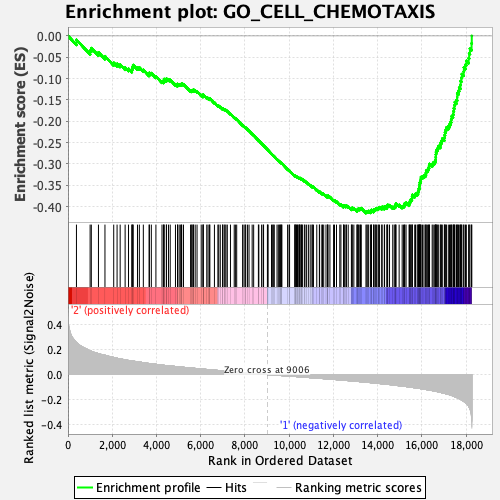 Enrichment plot: GO_CELL_CHEMOTAXIS
Enrichment score (ES)
0.00
-0.05
-0.10
-0.15
-0.20
-0.25
-0.30
-0.35
-0.40
Ranked list metric (Signal2Noise)
'2' (positively correlated)
0.4
0.2
Zero cross at 9006
0.0
-0.2
'1' (negatively correlated)
-0.4
0
2,000
4,000
6,000
8,000
10,000
12,000
14,000
16,000
18,000
Rank in Ordered Dataset
Enrichment profile
Hits
Ranking metric scores